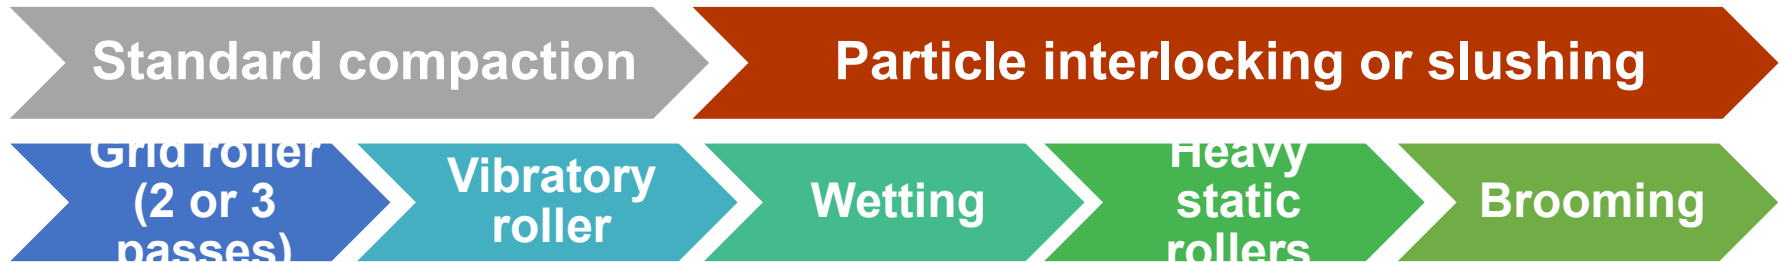 Standard compaction
Particle interlocking or slushing
Grid roller
(2 or 3
passes)
Vibratory
roller
Wetting
Heavy
static
rollers
Brooming